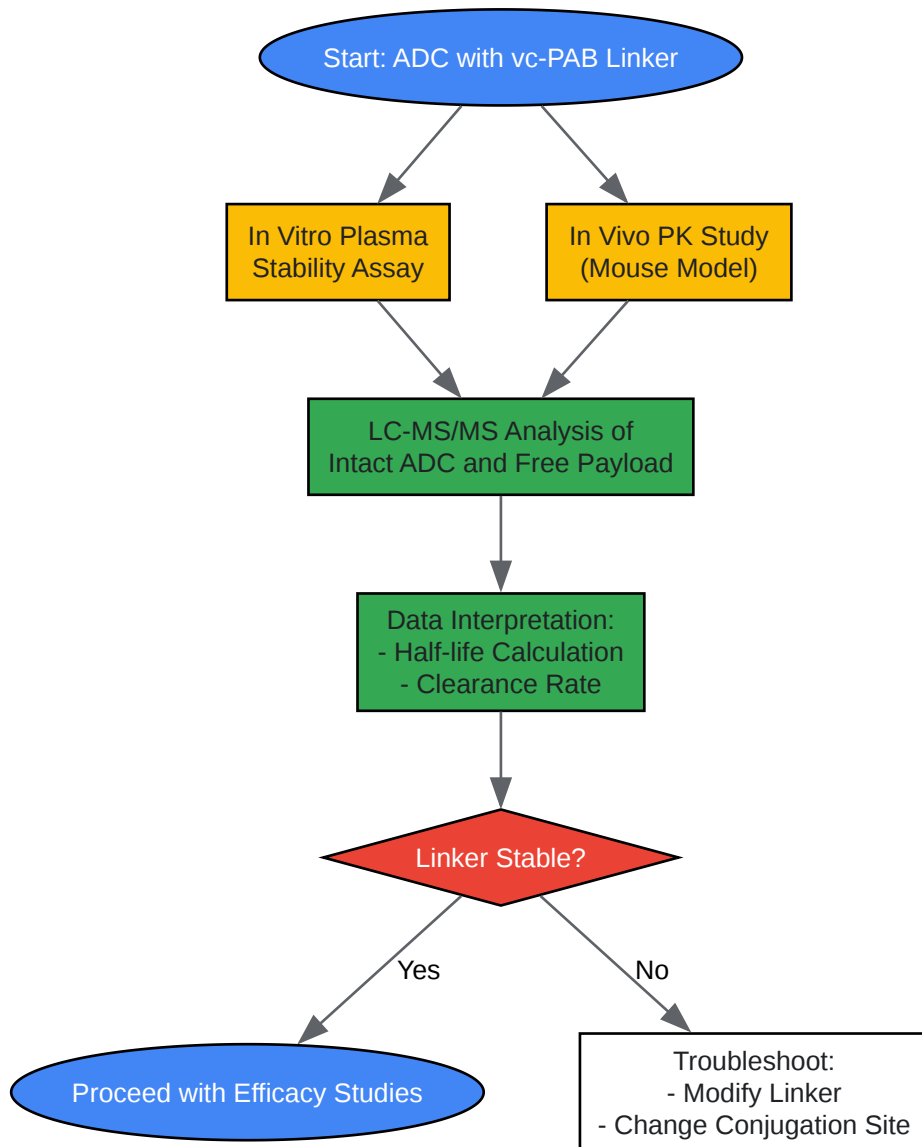 Start: ADC with vc-PAB Linker
In Vitro Plasma
Stability Assay
In Vivo PK Study
(Mouse Model)
LC-MS/MS Analysis of
Intact ADC and Free Payload
Data Interpretation:
- Half-life Calculation
- Clearance Rate
Linker Stable?
Yes
No
Proceed with Efficacy Studies
Troubleshoot:
- Modify Linker
- Change Conjugation Site